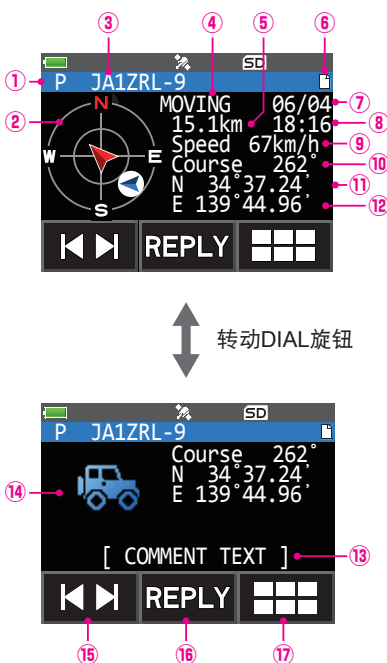 ③ ④ ⑤ ⑥
SD
① P JA1ZRL-9
② N MOVING 06/04 ⑦
15.1km 18:16 ⑧
W E Speed 67km/h ⑨
Course 262° ⑩
N 34°37.24' ⑪
S E 139°44.96' ⑫
REPLY
转动DIAL旋钮
SD
P JA1ZRL-9
Course 262°
N 34°37.24'
⑭ E 139°44.96'
[ COMMENT TEXT ] ⑬
REPLY
⑮ ⑯ ⑰